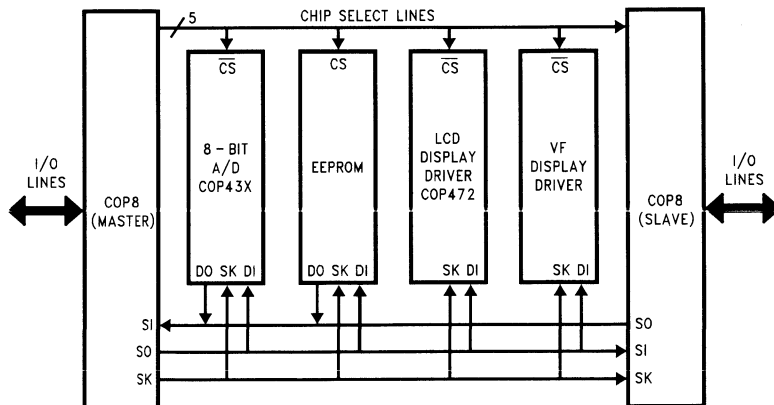 5
CHIP SELECT LINES
CS
CS
CS
CS
8-BIT
A/D
COP43X
EEPROM
LCD
DISPLAY
DRIVER
COP472
VF
DISPLAY
DRIVER
I/O
LINES
COP8
(MASTER)
COP8
(SLAVE)
I/O
LINES
DO SK DI
DO SK DI
SK DI
SK DI
SI
SO
SO
SI
SK
SK